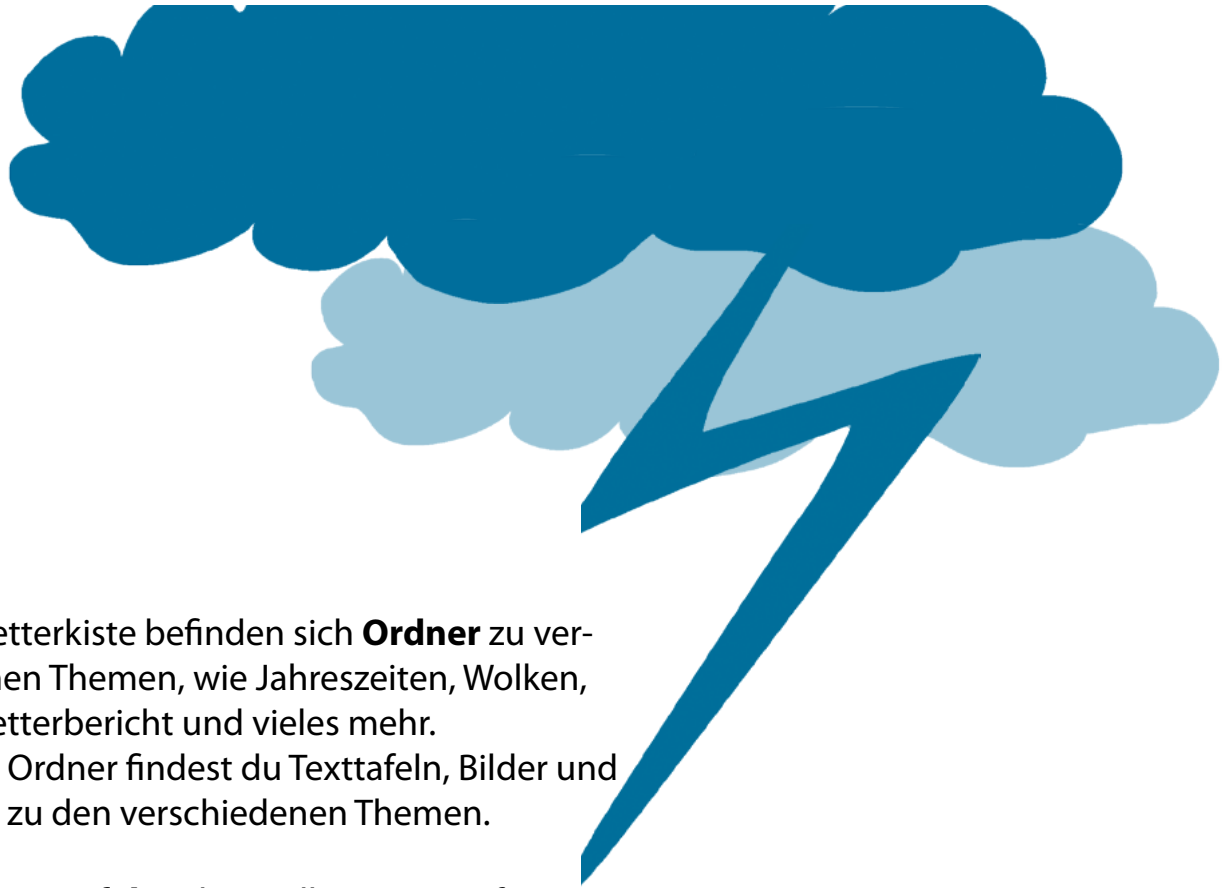 etterkiste befinden sich Ordner zu ver-
en Themen, wie Jahreszeiten, Wolken,
etterbericht und vieles mehr.
Ordner findest du Texttafeln, Bilder und
zu den verschiedenen Themen.